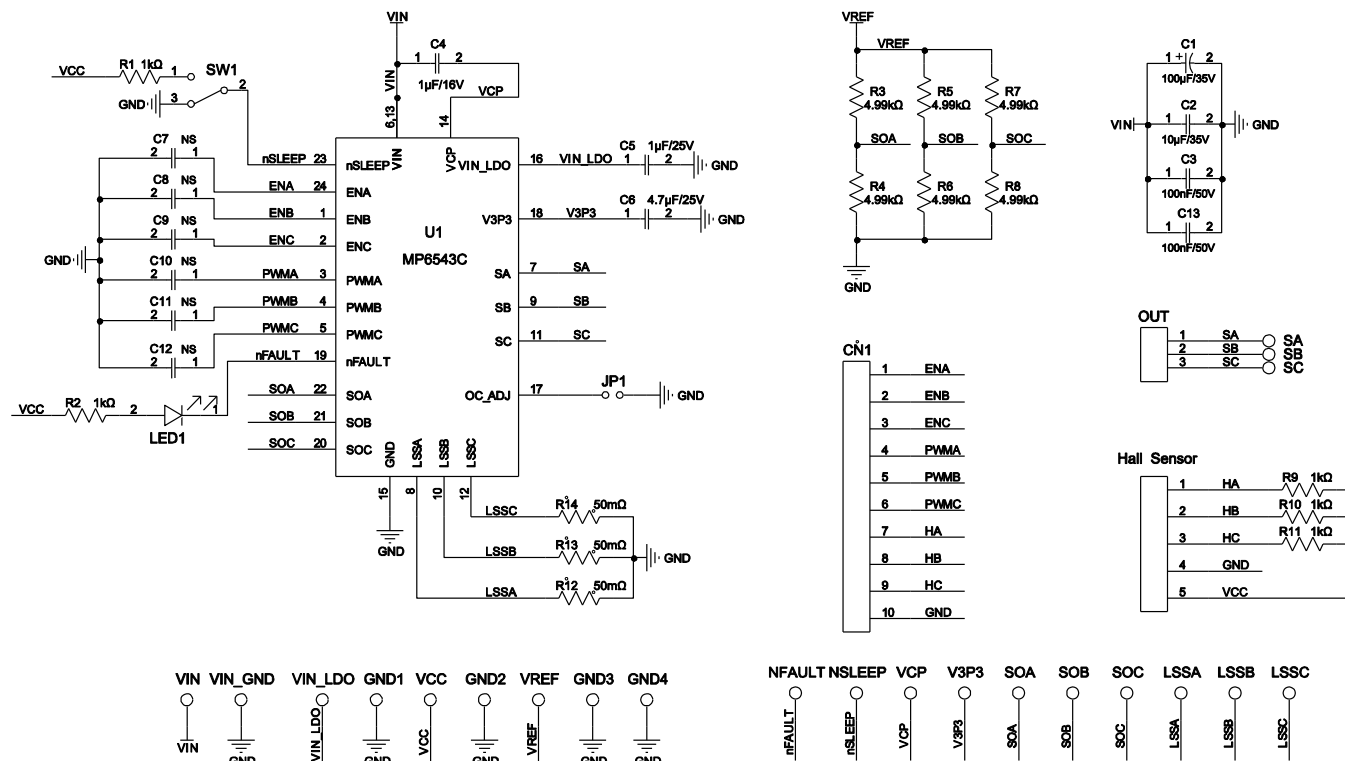 VIN
VREF
VCC R1 1kΩ 1 SW1 2
GND 3
1 C4 2
1μF/16V
VCP
VIN
6,13
14
VREF
R3 4.99kΩ
R5 4.99kΩ
R7 4.99kΩ
SOA
SOB
SOC
R4 4.99kΩ
R6 4.99kΩ
R8 4.99kΩ
GND
VIN
1 C1 + 2
100μF/35V
1 C2 2
10μF/35V
1 C3 2
100nF/50V
C13
1 2
100nF/50V
GND
C7 NS
2 1
C8 NS
2 1
C9 NS
2 1
C10 NS
2 1
C11 NS
2 1
C12 NS
2 1
GND
nSLEEP 23 nSLEEP
ENA 24 ENA
ENB 1 ENB
ENC 2 ENC
PWMA 3 PWMA
PWMB 4 PWMB
PWMC 5 PWMC
nFAULT 19 nFAULT
SOA 22 SOA
SOB 21 SOB
SOC 20 SOC
VCC R2 1kΩ 2 1
LED1
VIN
VCP
U1
MP6543C
VIN_LDO 16 VIN_LDO 1 C5 1μF/25V 2 GND
V3P3 18 V3P3 1 C6 4.7μF/25V 2 GND
SA 7 SA
SB 9 SB
SC 11 SC
OC_ADJ 17 JP1 GND
GND
LSSA
LSSB
LSSC
15
8
10
12
GND
LSSC R14 50mΩ
LSSB R13 50mΩ
LSSA R12 50mΩ
GND
CN1
1 ENA
2 ENB
3 ENC
4 PWMA
5 PWMB
6 PWMC
7 HA
8 HB
9 HC
10 GND
OUT
1 SA SA
2 SB SB
3 SC SC
Hall Sensor
1 HA R9 1kΩ
2 HB R10 1kΩ
3 HC R11 1kΩ
4 GND
5 VCC
VIN VIN_GND VIN_LDO GND1 VCC GND2 VREF GND3 GND4
VIN GND VIN_LDO GND VCC GND VREF GND GND
NFAULT NSLEEP VCP V3P3 SOA SOB SOC LSSA LSSB LSSC
nFAULT nSLEEP VCP V3P3 SOA SOB SOC LSSA LSSB LSSC